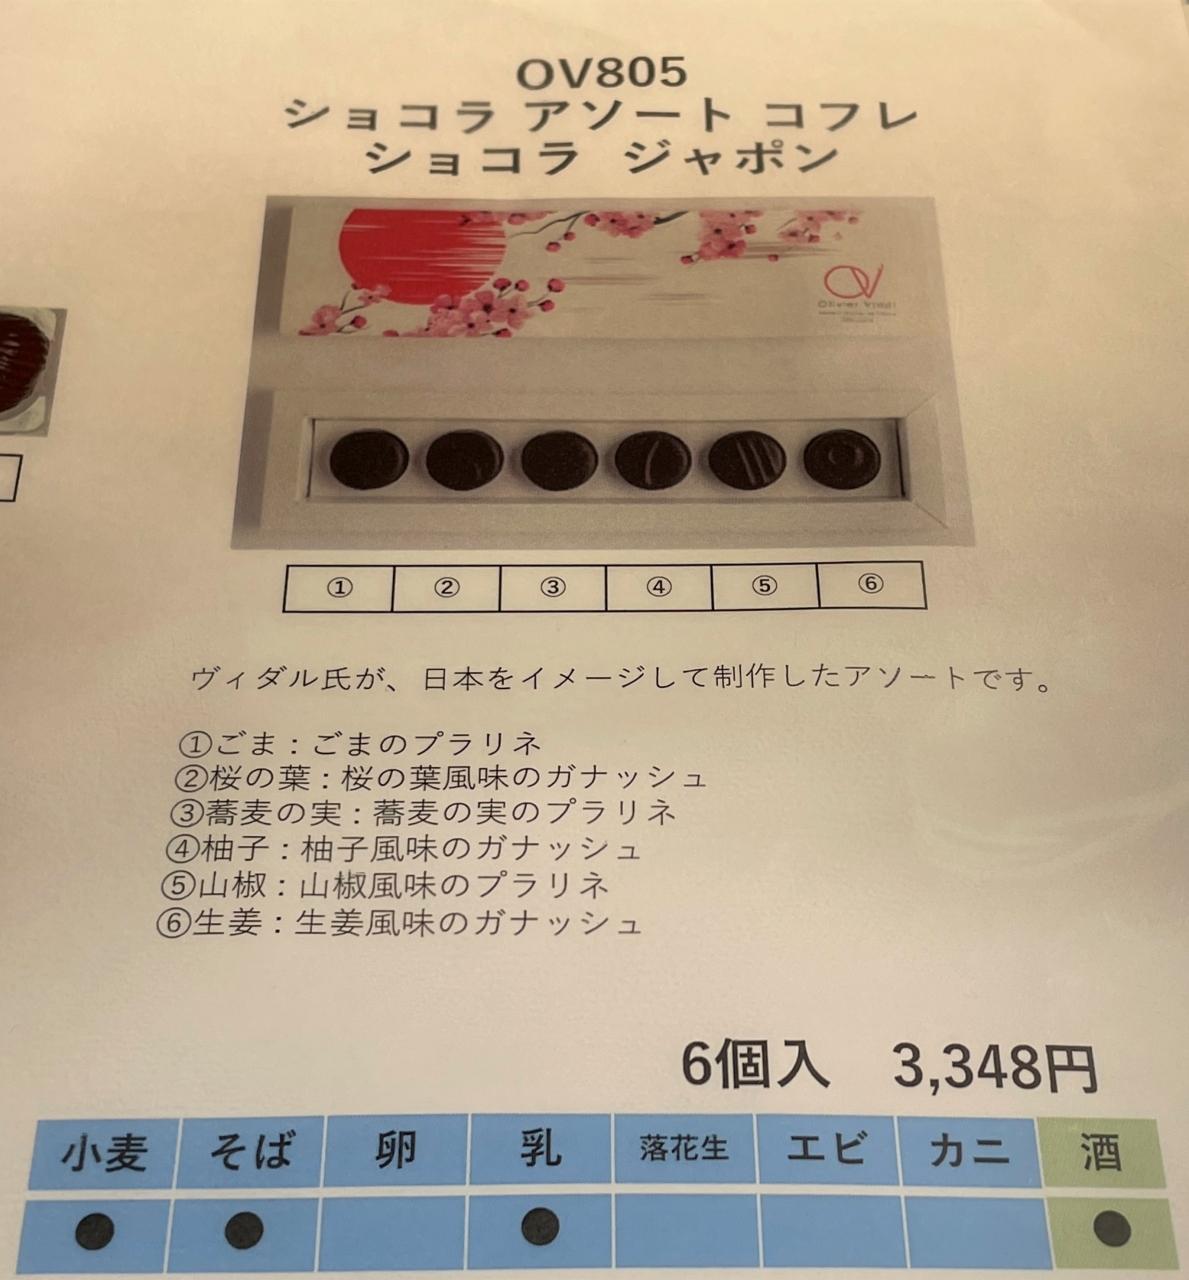 OV805
ショコラ アソート コフレ
ショコラ ジャポン
OV
① ② ③ ④ ⑤ ⑥
ヴィダル氏が、日本をイメージして制作したアソートです。
①ごま：ごまのプラリネ
②桜の葉：桜の葉風味のガナッシュ
③蕎麦の実：蕎麦の実のプラリネ
④柚子：柚子風味のガナッシュ
⑤山椒：山椒風味のプラリネ
⑥生姜：生姜風味のガナッシュ
6個入 3,348円
小麦 そば 卵 乳 落花生 エビ カニ 酒
● ● ● ●